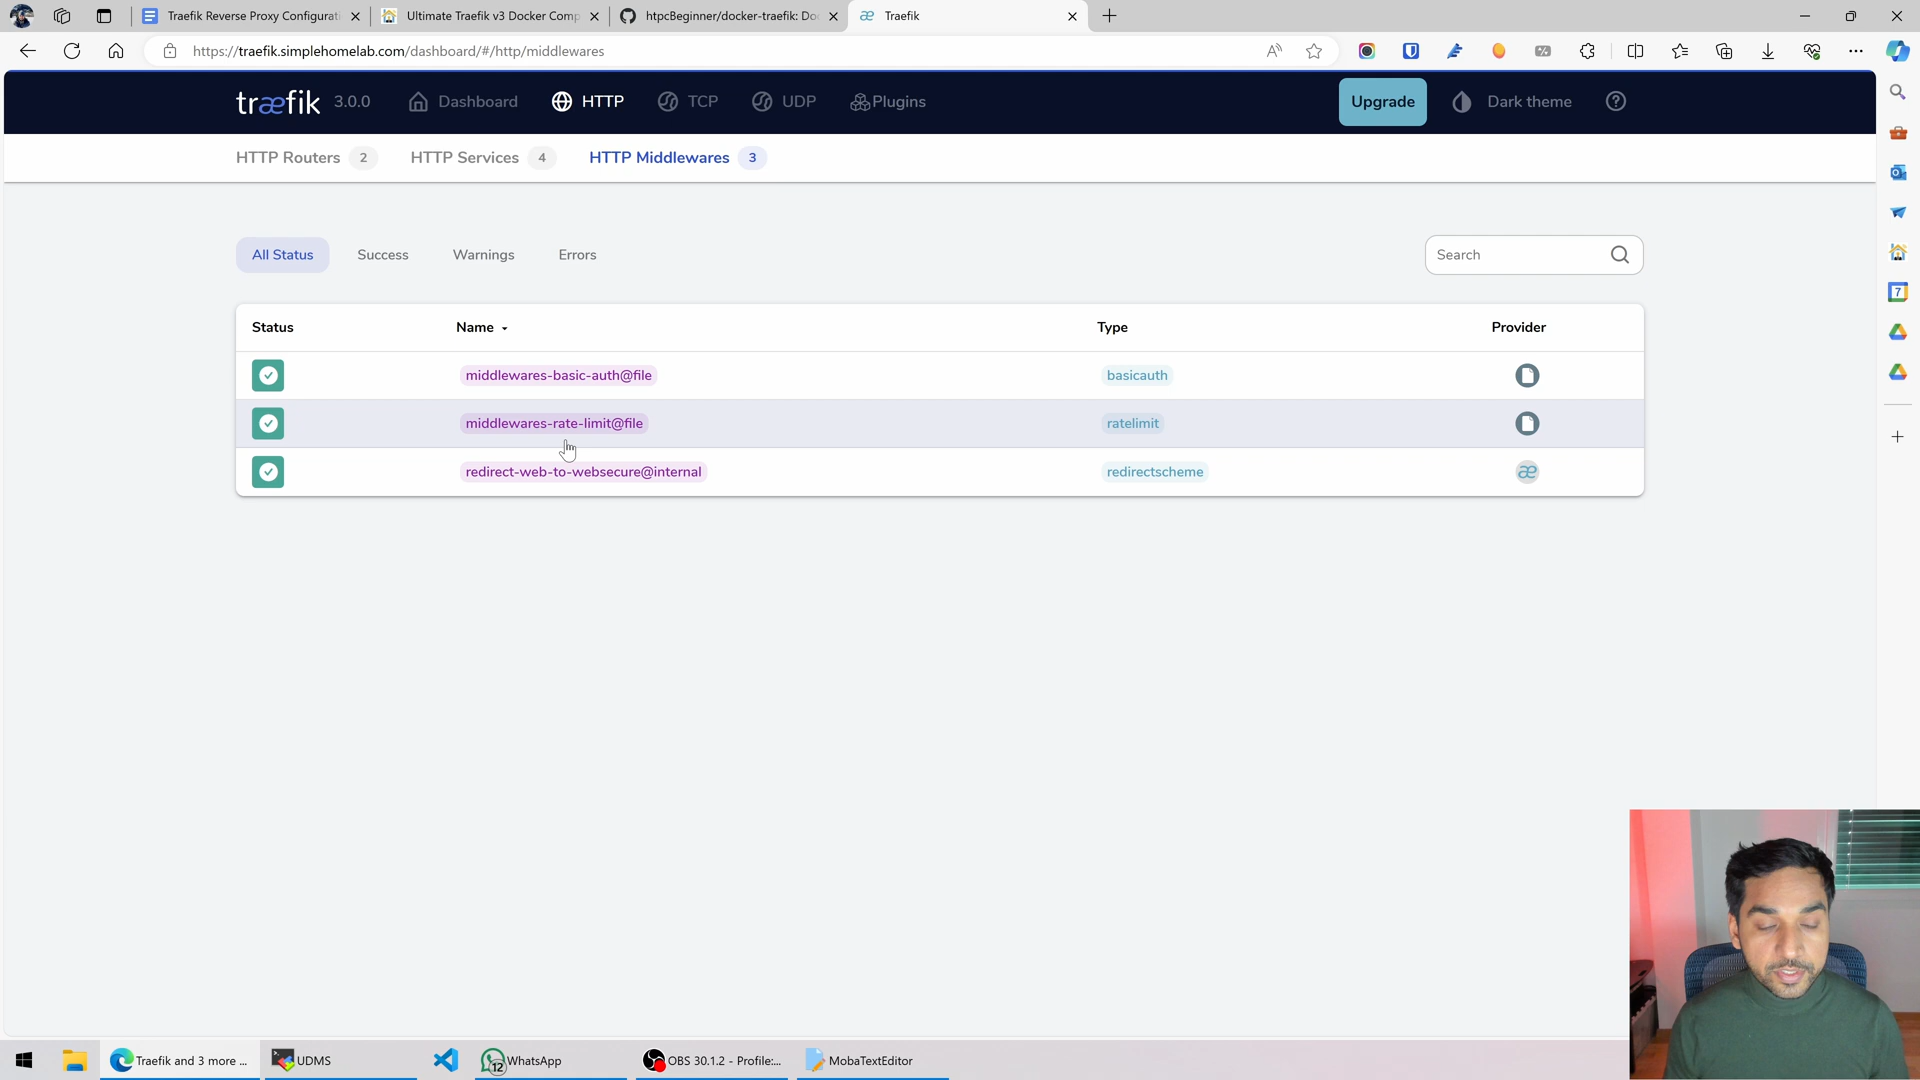 Traefik Reverse Proxy Configurati
Ultimate Traefik v3 Docker Comp
htpcBeginner/docker-traefik: Do
Traefik
https://traefik.simplehomelab.com/dashboard/#/http/middlewares
træfik 3.0.0
Dashboard
HTTP
TCP
UDP
Plugins
Upgrade
Dark theme
HTTP Routers 2
HTTP Services 4
HTTP Middlewares 3
All Status
Success
Warnings
Errors
Search
Status Name Type Provider
middlewares-basic-auth@file basicauth
middlewares-rate-limit@file ratelimit
redirect-web-to-websecure@internal redirectscheme æ
7
Traefik and 3 more ...
UDMS
12
WhatsApp
OBS 30.1.2 - Profile:...
MobaTextEditor